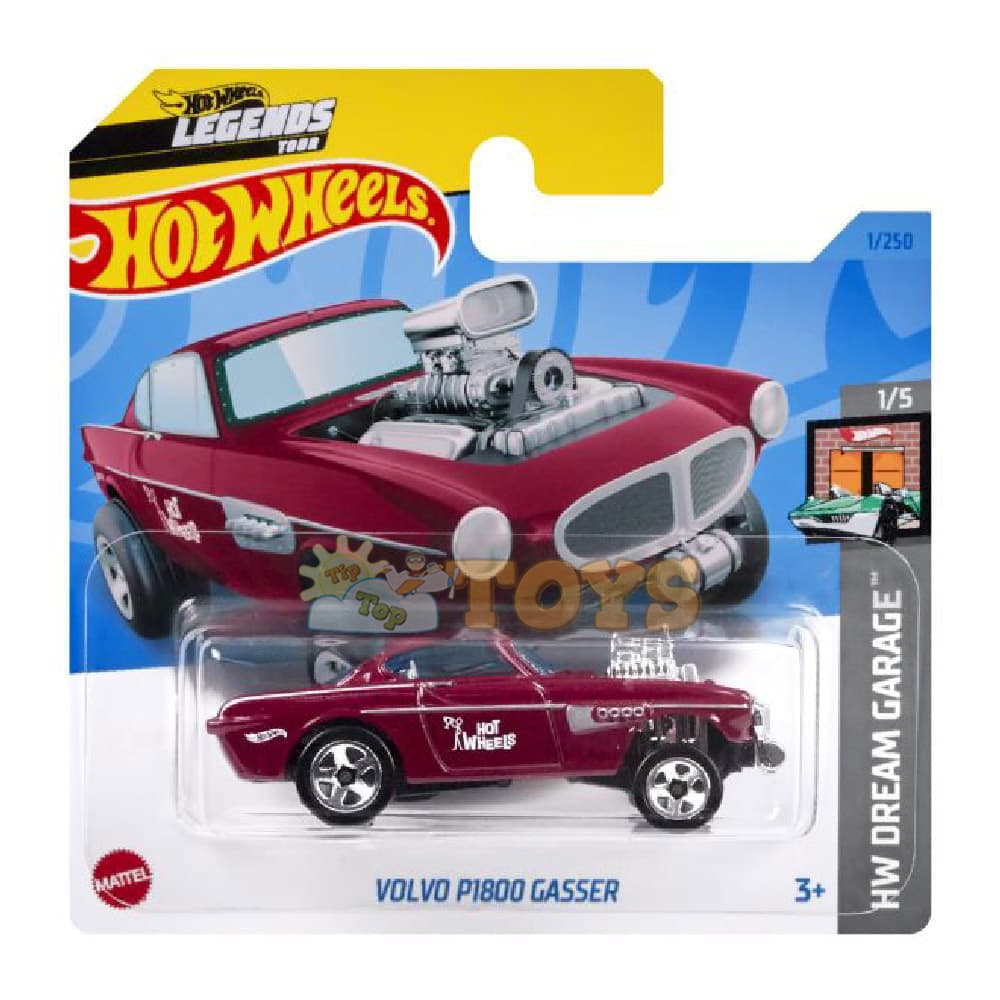 HOT WHEELS
LEGENDS
TOUR
HOT WHEELS.
1/250
1/5
HOT
WHEELS
Tip
Top
TOYS
HOT
WHEELS
HW DREAM GARAGE™
MATTEL
VOLVO P1800 GASSER
3+